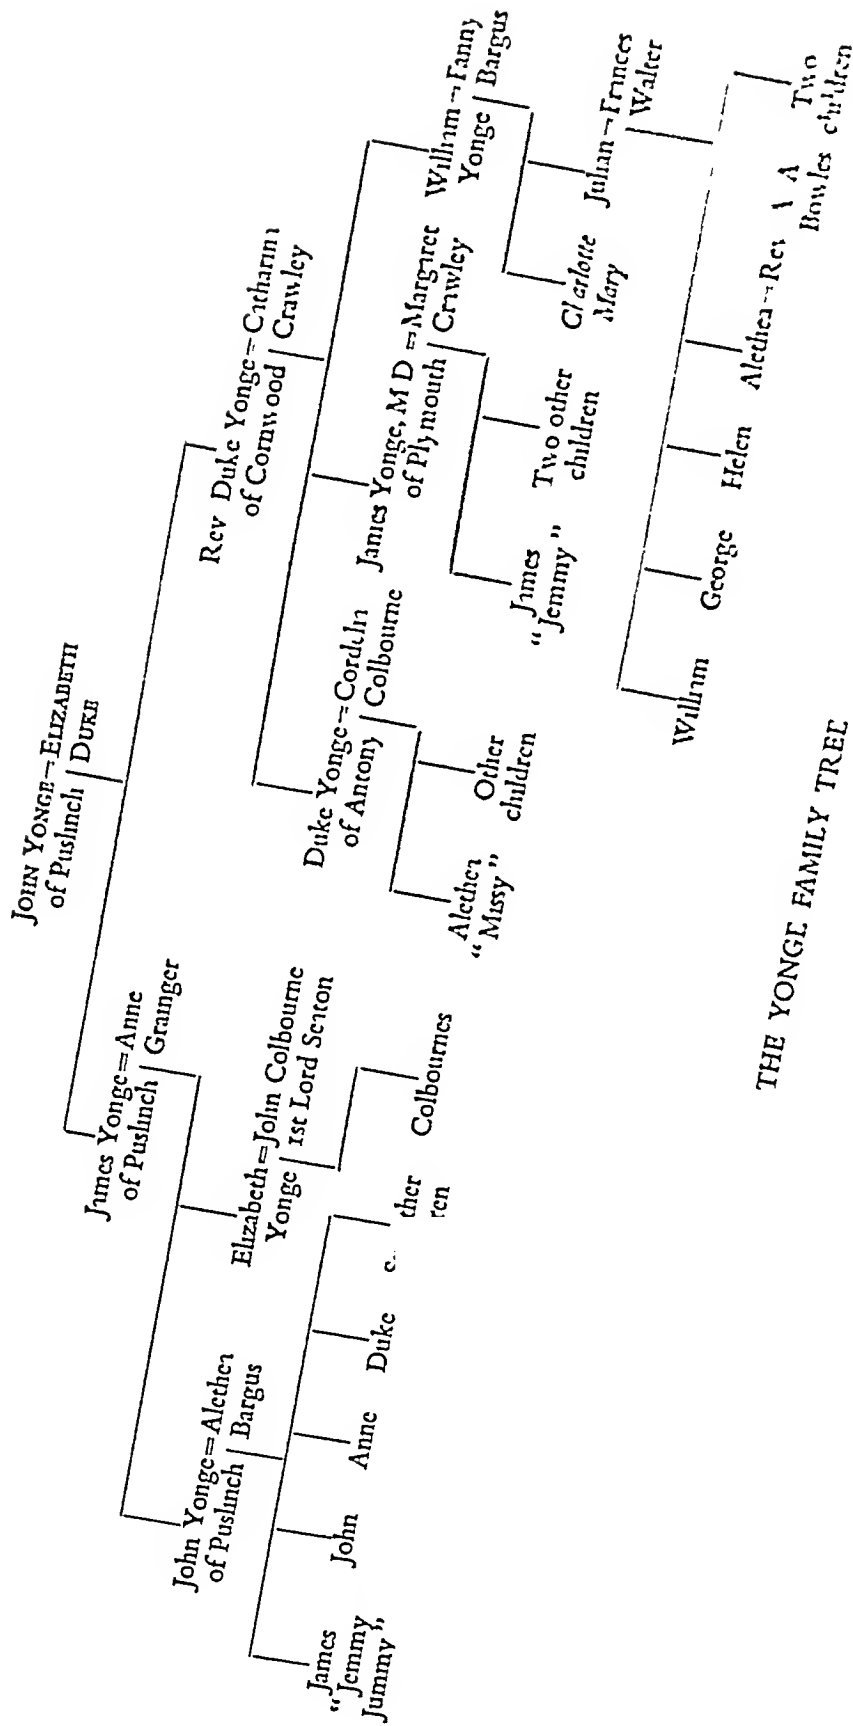 JOHN YONGE=ELIZABETH
of Puslinch DUKE
James Yonge=Anne
of Puslinch Grainger
Rev Duke Yonge=Catharina
of Cornwood Crawley
John Yonge=Alethea
of Puslinch Bargus
Elizabeth=John Colbourne
Yonge 1st Lord Seaton
Duke Yonge=Cordelia
of Antony Colbourne
James Yonge, M D =Margaret
of Plymouth Crawley
William=Fanny
Yonge Bargus
James
"Jemmy
Jummy",
John
Anne
Duke
Colbournes
Alethea
"Missy"
Other
children
James
"Jemmy"
Two other
children
Charlotte
Mary
Julian=Frances
Walter
William
George
Helen
Alethea=Rev
Bowles
Two
children
THE YONGE FAMILY TREE